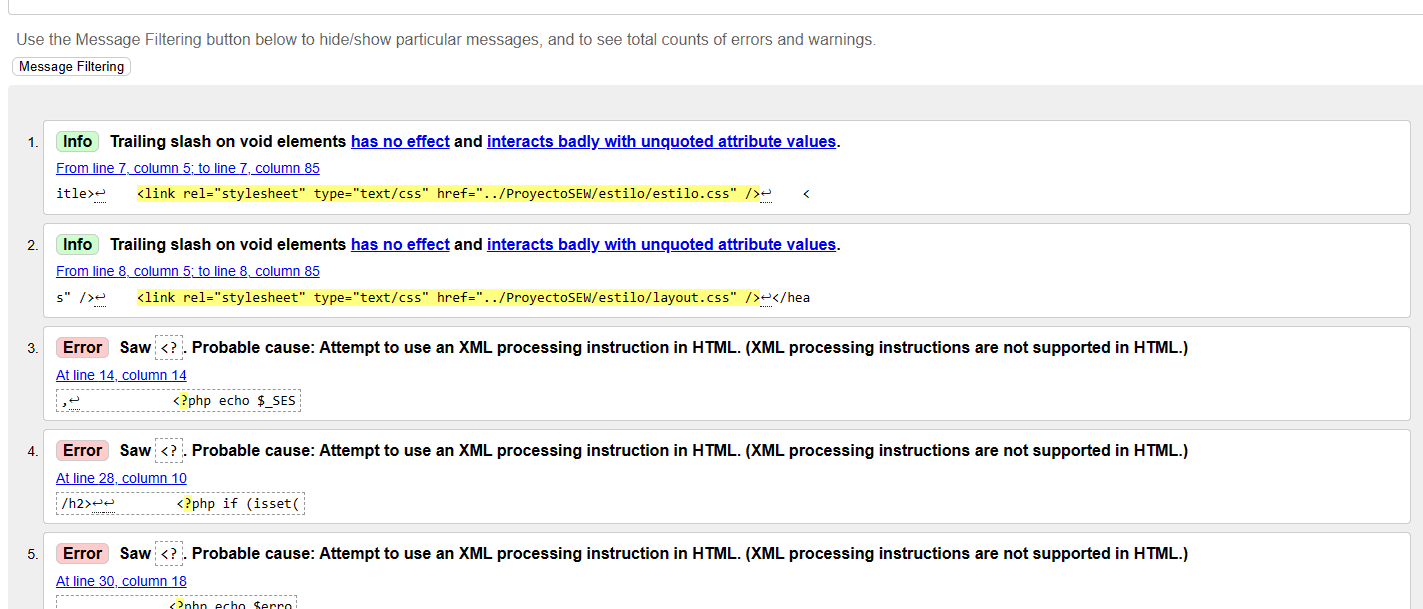 Use the Message Filtering button below to hide/show particular messages, and to see total counts of errors and warnings.
Message Filtering
1. Info Trailing slash on void elements has no effect and interacts badly with unquoted attribute values.
From line 7, column 5; to line 7, column 85
itle>↩    <link rel="stylesheet" type="text/css" href="../ProyectoSEW/estilo/estilo.css" />↩    <
2. Info Trailing slash on void elements has no effect and interacts badly with unquoted attribute values.
From line 8, column 5; to line 8, column 85
s" />↩    <link rel="stylesheet" type="text/css" href="../ProyectoSEW/estilo/layout.css" />↩</hea
3. Error Saw <?. Probable cause: Attempt to use an XML processing instruction in HTML. (XML processing instructions are not supported in HTML.)
At line 14, column 14
,↩            <?php echo $_SES
4. Error Saw <?. Probable cause: Attempt to use an XML processing instruction in HTML. (XML processing instructions are not supported in HTML.)
At line 28, column 10
/h2>↩↩        <?php if (isset(
5. Error Saw <?. Probable cause: Attempt to use an XML processing instruction in HTML. (XML processing instructions are not supported in HTML.)
At line 30, column 18
<?php echo $erro